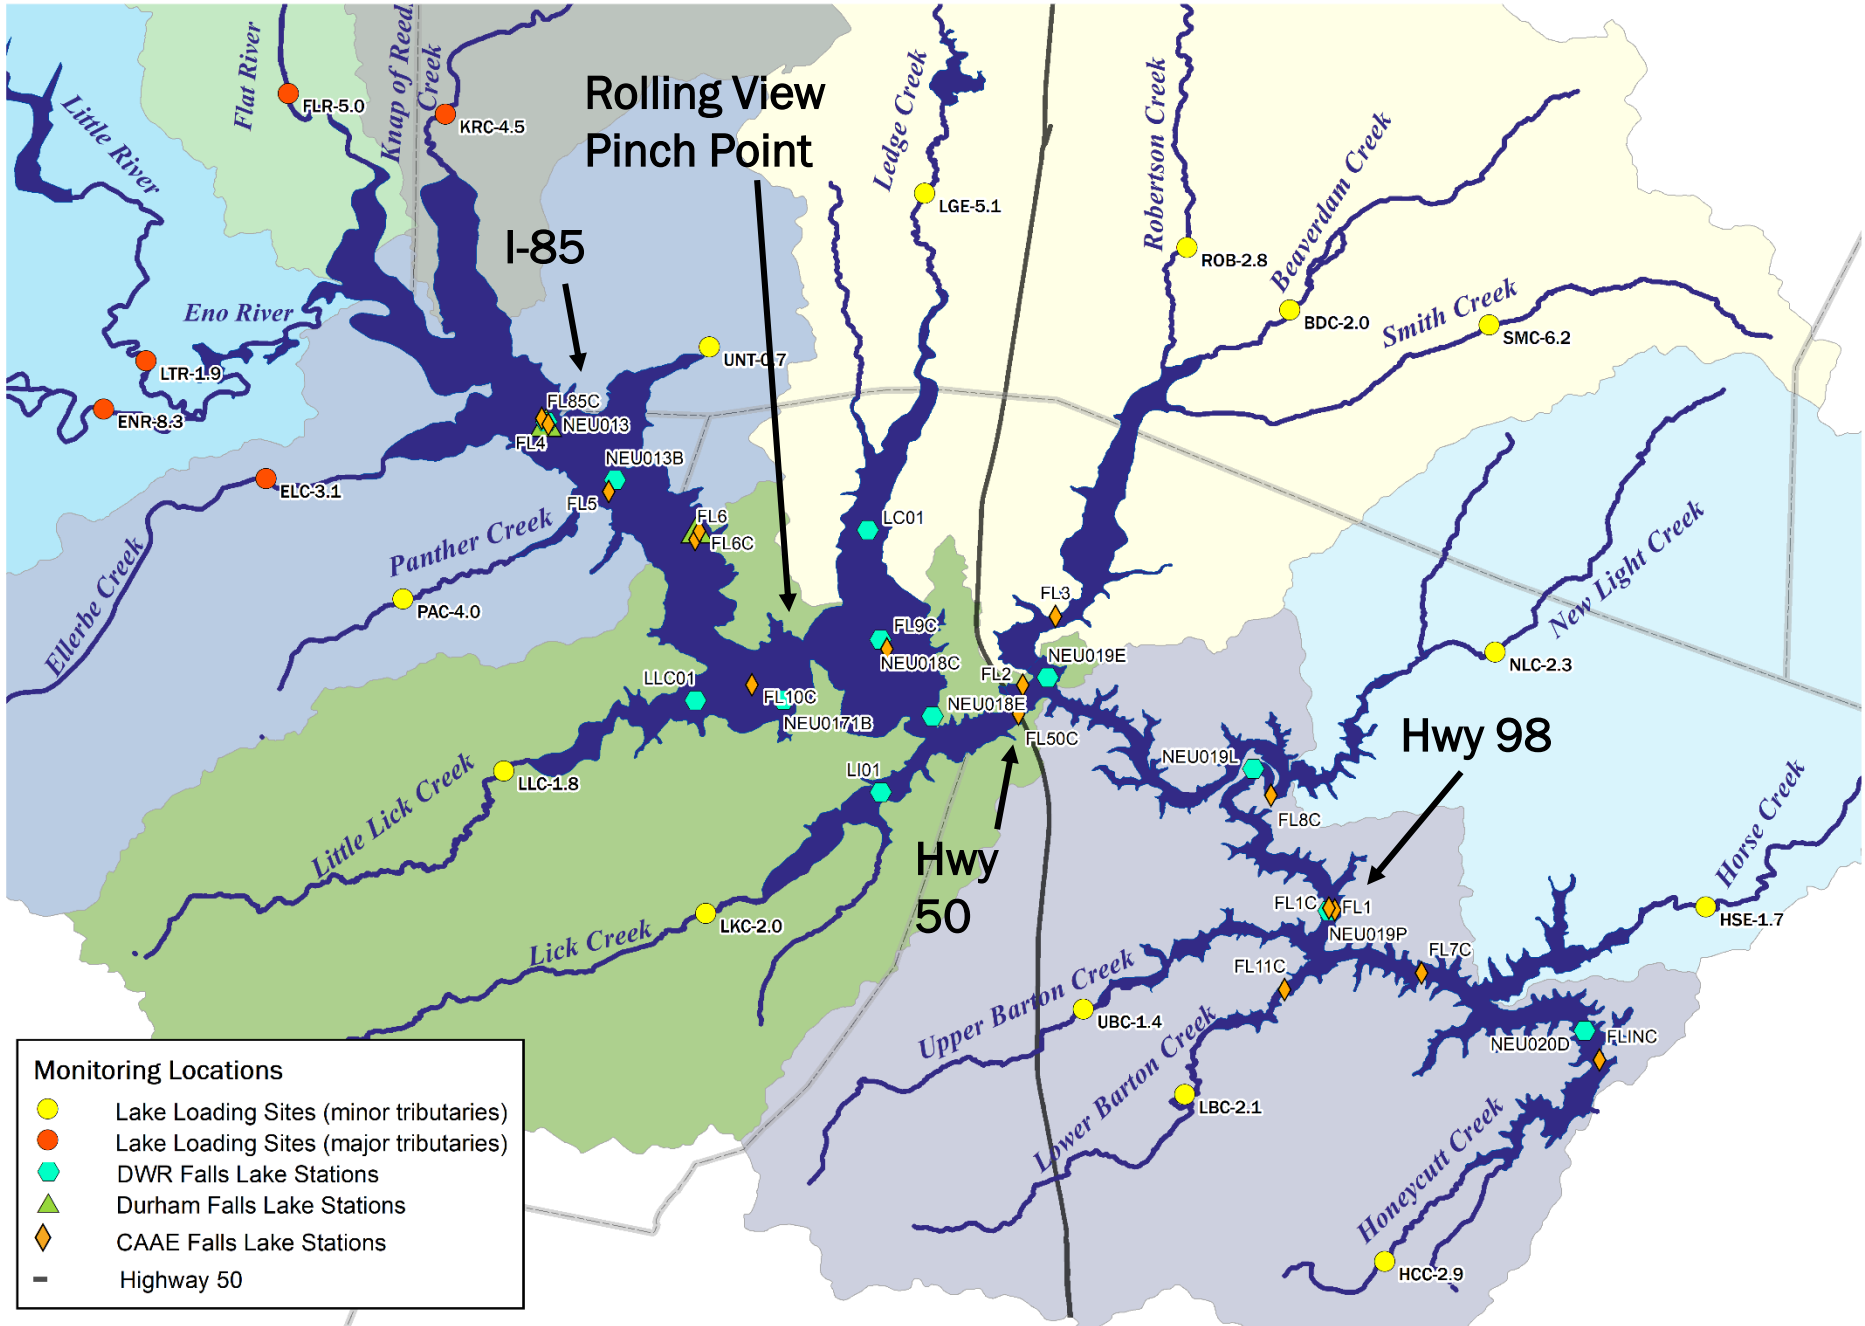 Flat River
Knap of Reeds
Creek
Little River
FLR-5.0
KRC-4.5
Rolling View
Pinch Point
Ledge Creek
LGE-5.1
Robertson Creek
ROB-2.8
Beaverdam Creek
BDC-2.0
Smith Creek
SMC-6.2
I-85
Eno River
LTR-1.9
ENR-8.3
UNT-0.7
FL85C
NEU013
FL4
NEU013B
FL5
ELC-3.1
Ellerbe Creek
Panther Creek
PAC-4.0
FL6
FL6C
LC01
FL3
FL9C
NEU018C
NEU019E
FL2
New Light Creek
NLC-2.3
LLC01
FL10C
NEU0171B
NEU018E
FL50C
Hwy 98
NEU019L
FL8C
LI01
Little Lick Creek
LLC-1.8
Hwy
50
Horse Creek
HSE-1.7
Lick Creek
LKC-2.0
FL1C
FL1
NEU019P
FL7C
FL11C
Upper Barton Creek
UBC-1.4
NEU020D
FLINC
Lower Barton Creek
LBC-2.1
Honeycutt Creek
HCC-2.9
Monitoring Locations
Lake Loading Sites (minor tributaries)
Lake Loading Sites (major tributaries)
DWR Falls Lake Stations
Durham Falls Lake Stations
CAAE Falls Lake Stations
Highway 50